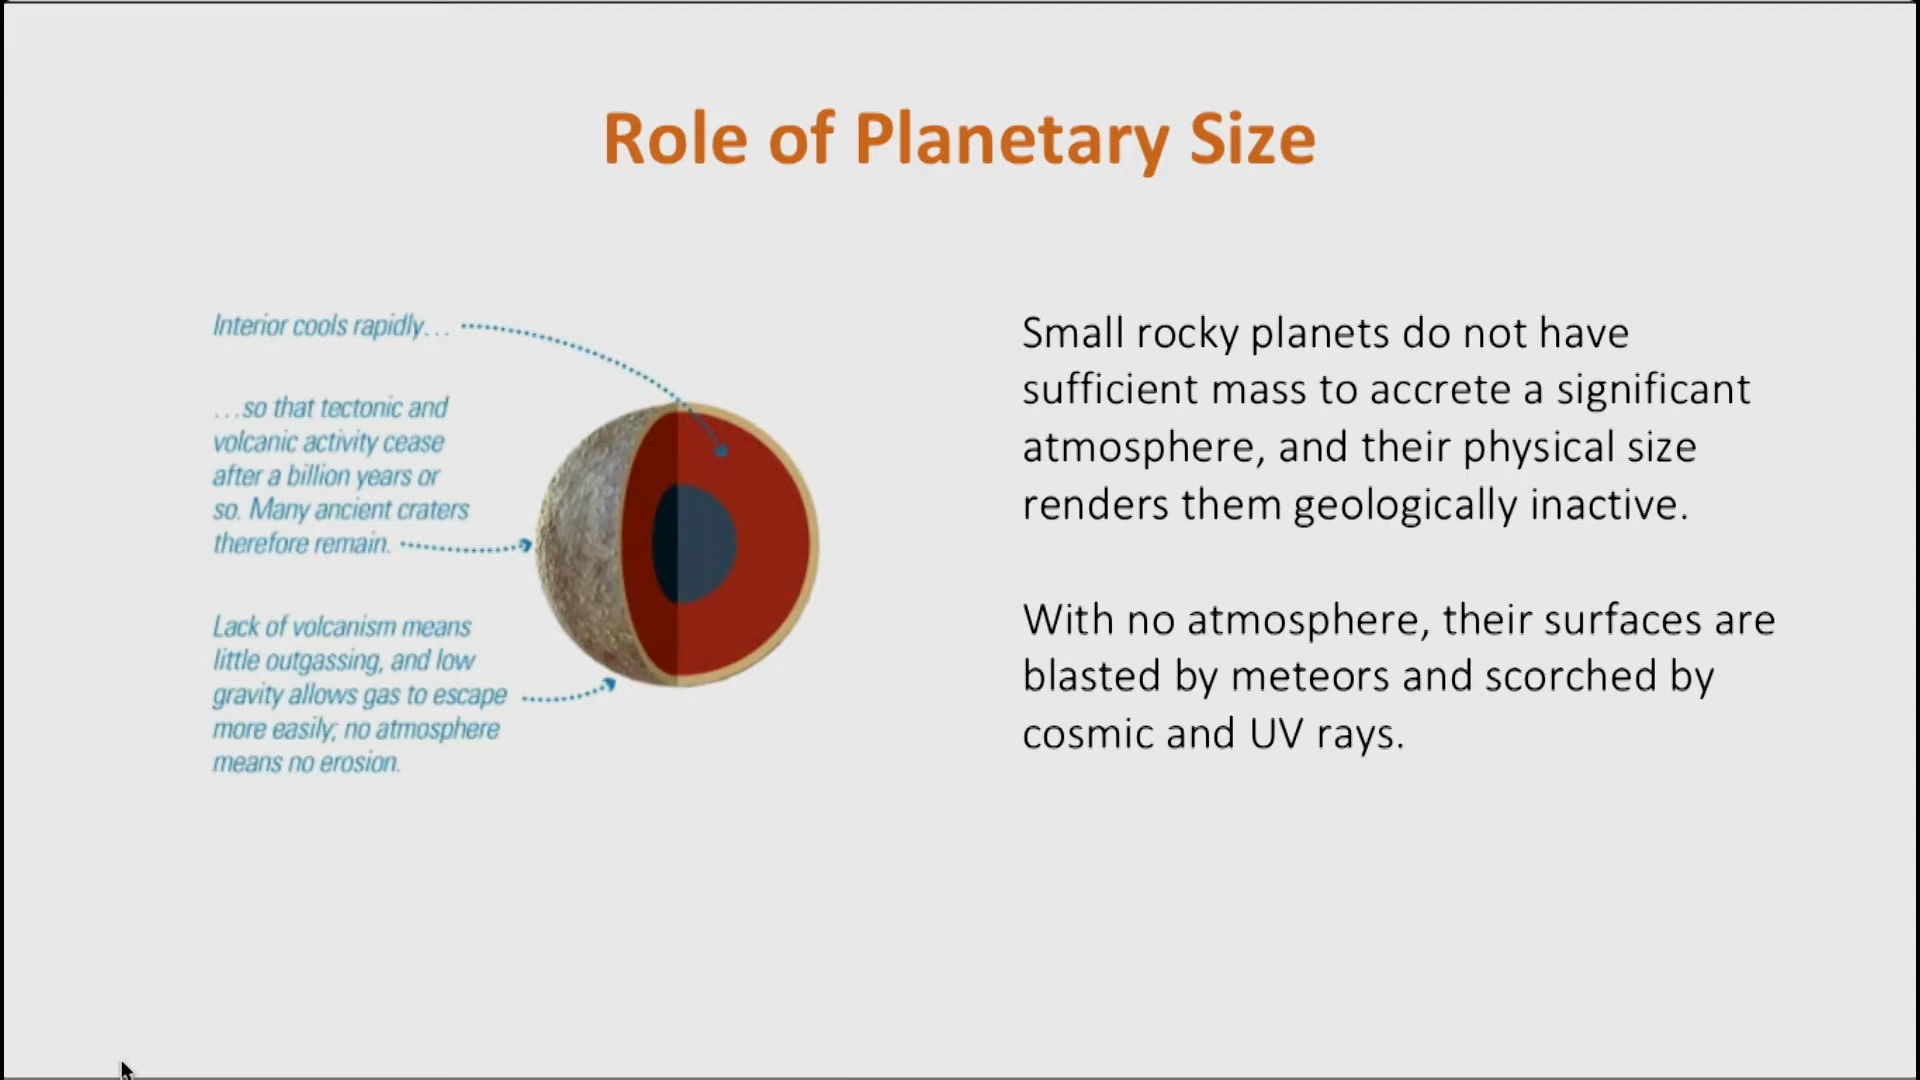 Role of Planetary Size
Interior cools rapidly...
...so that tectonic and
volcanic activity cease
after a billion years or
so. Many ancient craters
therefore remain.
Lack of volcanism means
little outgassing, and low
gravity allows gas to escape
more easily; no atmosphere
means no erosion.
Small rocky planets do not have
sufficient mass to accrete a significant
atmosphere, and their physical size
renders them geologically inactive.
With no atmosphere, their surfaces are
blasted by meteors and scorched by
cosmic and UV rays.